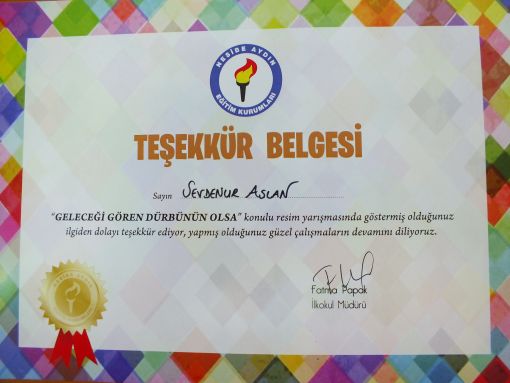 NESİDE AYDIN
EĞİTİM KURUMLARI
TEŞEKKÜR BELGESİ
Sayın SEVDENUR ASLAN
"GELECEĞİ GÖREN DÜRBÜNÜN OLSA" konulu resim yarışmasında göstermiş olduğunuz
ilgiden dolayı teşekkür ediyor, yapmış olduğunuz güzel çalışmaların devamını diliyoruz.
Fatma Papak
İlkokul Müdürü